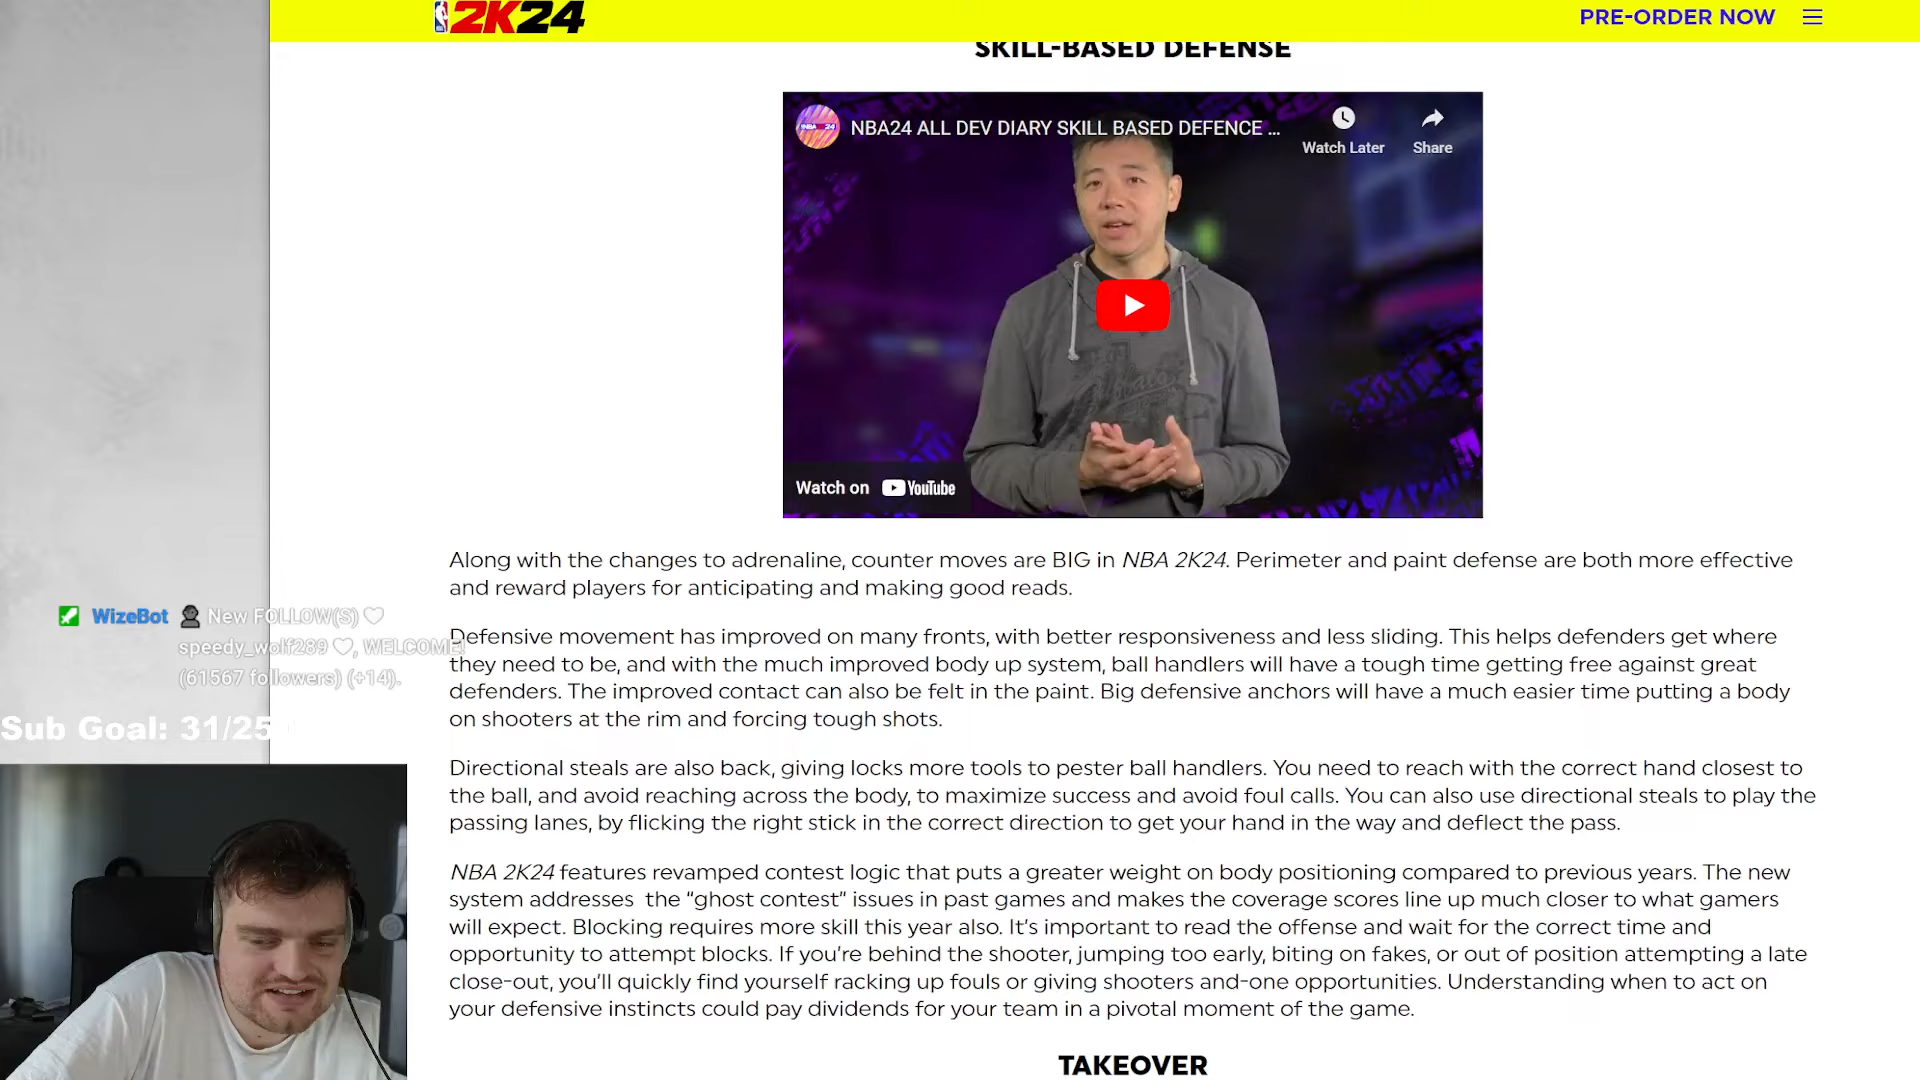 2K24
PRE-ORDER NOW
SKILL-BASED DEFENSE
NBA24 ALL DEV DIARY SKILL BASED DEFENCE ...
Watch Later
Share
Watch on YouTube
Along with the changes to adrenaline, counter moves are BIG in NBA 2K24. Perimeter and paint defense are both more effective
and reward players for anticipating and making good reads.
WizeBot New FOLLOW(S)
speedy_wolf289 , WELCOME!
(61567 followers) (+14).
Sub Goal: 31/25
Defensive movement has improved on many fronts, with better responsiveness and less sliding. This helps defenders get where
they need to be, and with the much improved body up system, ball handlers will have a tough time getting free against great
defenders. The improved contact can also be felt in the paint. Big defensive anchors will have a much easier time putting a body
on shooters at the rim and forcing tough shots.
Directional steals are also back, giving locks more tools to pester ball handlers. You need to reach with the correct hand closest to
the ball, and avoid reaching across the body, to maximize success and avoid foul calls. You can also use directional steals to play the
passing lanes, by flicking the right stick in the correct direction to get your hand in the way and deflect the pass.
NBA 2K24 features revamped contest logic that puts a greater weight on body positioning compared to previous years. The new
system addresses the “ghost contest” issues in past games and makes the coverage scores line up much closer to what gamers
will expect. Blocking requires more skill this year also. It’s important to read the offense and wait for the correct time and
opportunity to attempt blocks. If you’re behind the shooter, jumping too early, biting on fakes, or out of position attempting a late
close-out, you’ll quickly find yourself racking up fouls or giving shooters and-one opportunities. Understanding when to act on
your defensive instincts could pay dividends for your team in a pivotal moment of the game.
TAKEOVER